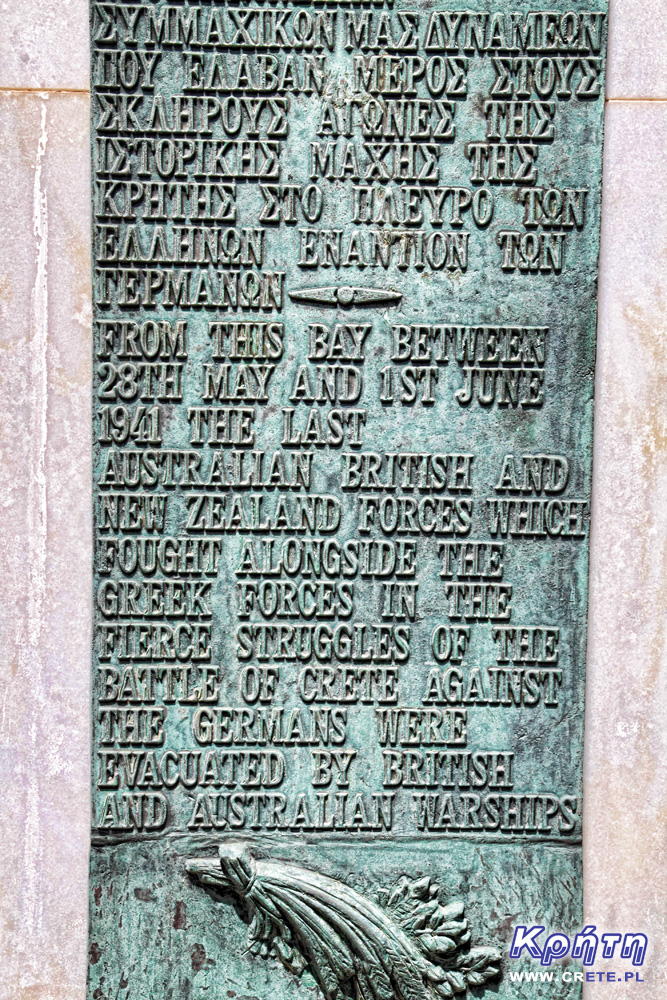 ΣΥΜΜΑΧΙΚΩΝ ΜΑΣ ΔΥΝΑΜΕΩΝ
ΠΟΥ ΕΛΑΒΑΝ ΜΕΡΟΣ ΣΤΟΥΣ
ΣΚΛΗΡΟΥΣ ΑΓΩΝΕΣ ΤΗΣ
ΙΣΤΟΡΙΚΗΣ ΜΑΧΗΣ ΤΗΣ
ΚΡΗΤΗΣ ΣΤΟ ΠΛΕΥΡΟ ΤΩΝ
ΕΛΛΗΝΩΝ ΕΝΑΝΤΙΟΝ ΤΩΝ
ΓΕΡΜΑΝΩΝ
FROM THIS BAY BETWEEN
28TH MAY AND 1ST JUNE
1941 THE LAST
AUSTRALIAN BRITISH AND
NEW ZEALAND FORCES WHICH
FOUGHT ALONGSIDE THE
GREEK FORCES IN THE
FIERCE STRUGGLES OF THE
BATTLE OF CRETE AGAINST
THE GERMANS WERE
EVACUATED BY BRITISH
AND AUSTRALIAN WARSHIPS
Κρήτη
WWW.CRETE.PL